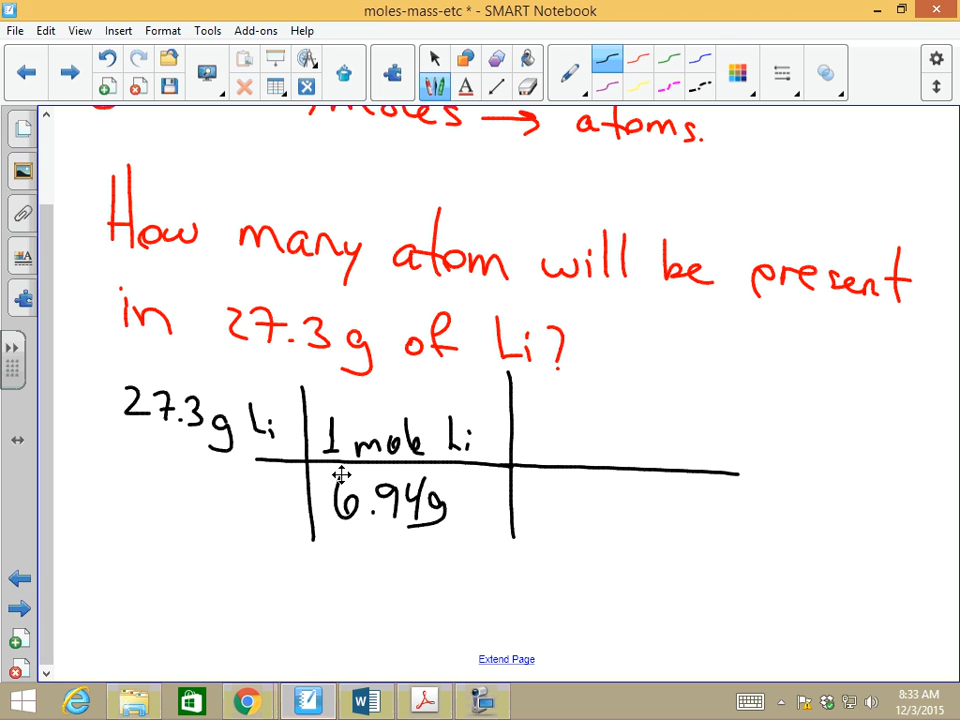 moles-mass-etc * - SMART Notebook
File Edit View Insert Format Tools Add-ons Help
moles → atoms.
How many atom will be present
in 27.3g of Li?
27.3g Li
1 mole Li
6.94g
Extend Page
8:33 AM
12/3/2015